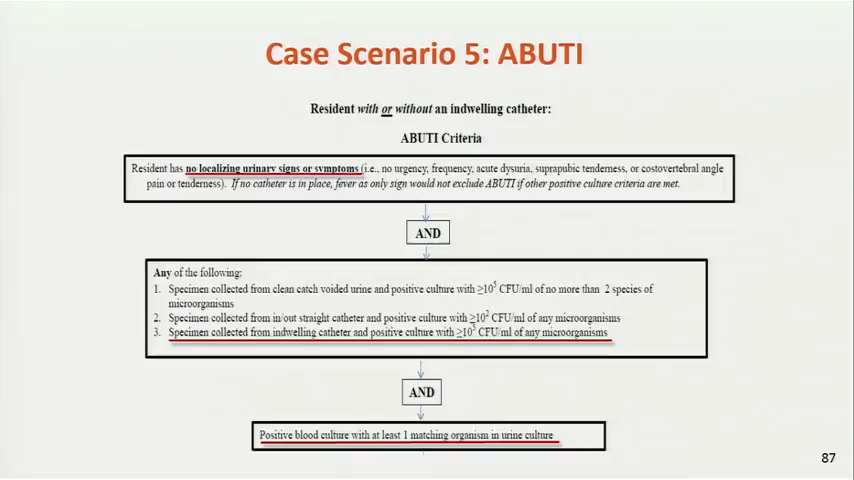 Case Scenario 5: ABUTI
Resident with or without an indwelling catheter:
ABUTI Criteria
Resident has no localizing urinary signs or symptoms (i.e., no urgency, frequency, acute dysuria, suprapubic tenderness, or costovertebral angle
pain or tenderness). If no catheter is in place, fever as only sign would not exclude ABUTI if other positive culture criteria are met.
AND
Any of the following:
1. Specimen collected from clean catch voided urine and positive culture with ≥10⁵ CFU/ml of no more than 2 species of
microorganisms
2. Specimen collected from in/out straight catheter and positive culture with ≥10² CFU/ml of any microorganisms
3. Specimen collected from indwelling catheter and positive culture with ≥10⁵ CFU/ml of any microorganisms
AND
Positive blood culture with at least 1 matching organism in urine culture
87